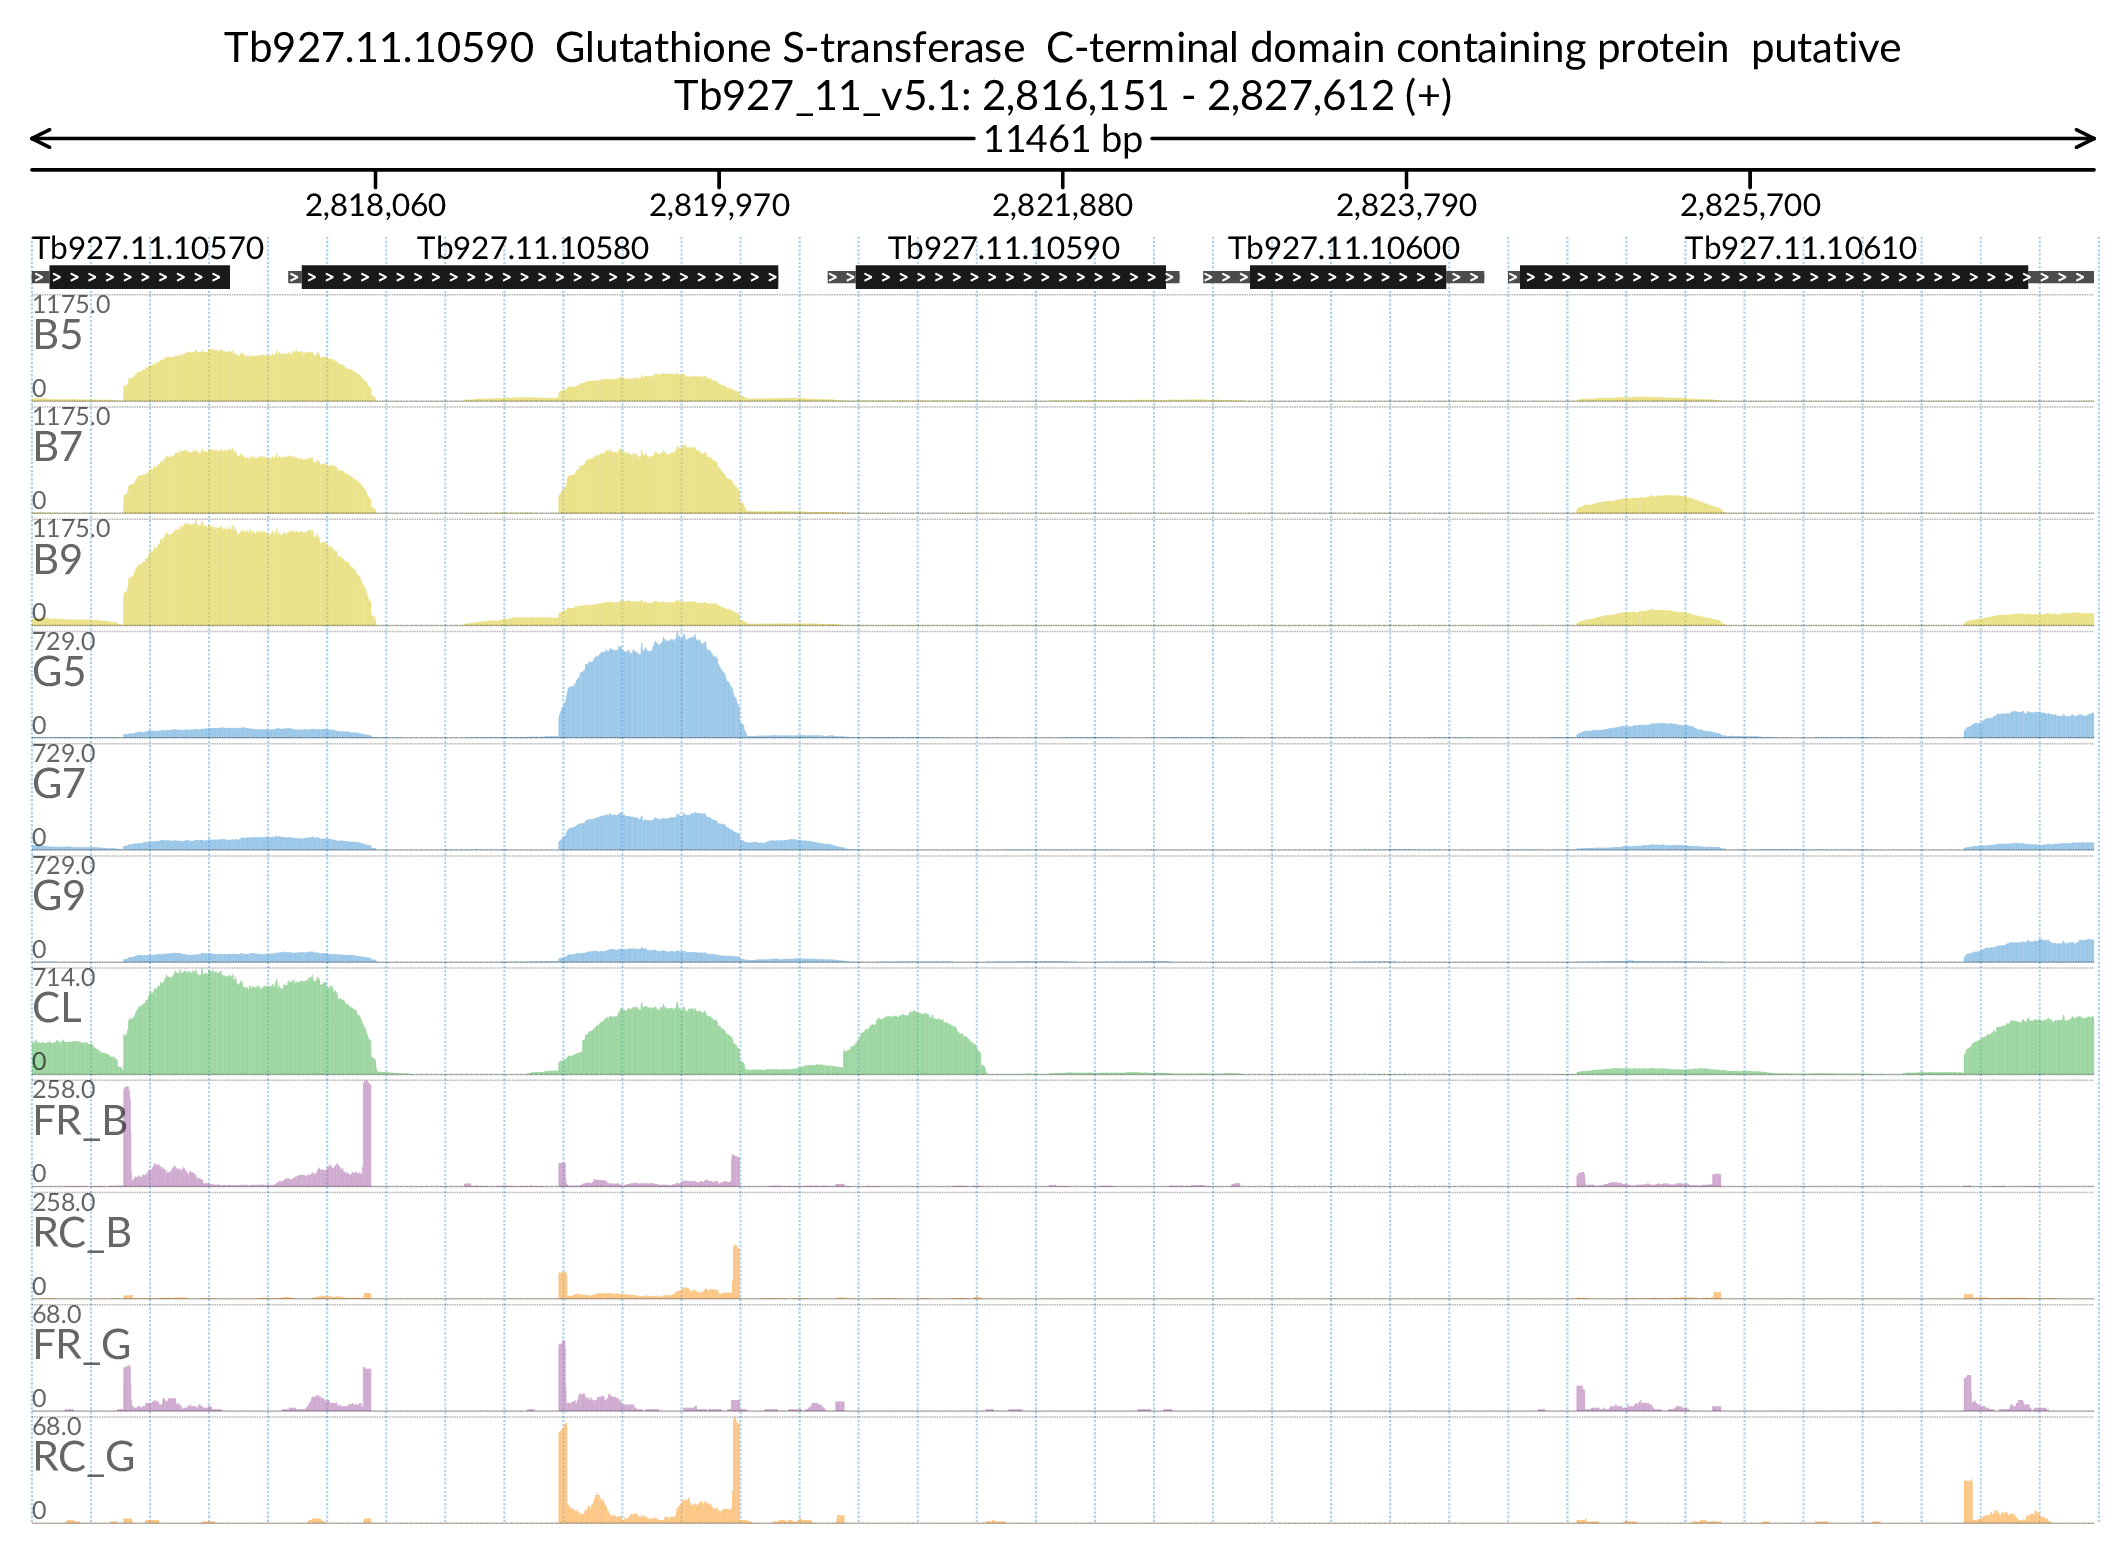 Tb927.11.10590  Glutathione S-transferase  C-terminal domain containing protein  putative
Tb927_11_v5.1: 2,816,151 - 2,827,612 (+)
11461 bp
2,818,060 2,819,970 2,821,880 2,823,790 2,825,700
Tb927.11.10570 Tb927.11.10580 Tb927.11.10590 Tb927.11.10600 Tb927.11.10610
1175.0
B5
0
1175.0
B7
0
1175.0
B9
0
729.0
G5
0
729.0
G7
0
729.0
G9
0
714.0
CL
0
258.0
FR_B
0
258.0
RC_B
0
68.0
FR_G
0
68.0
RC_G
0